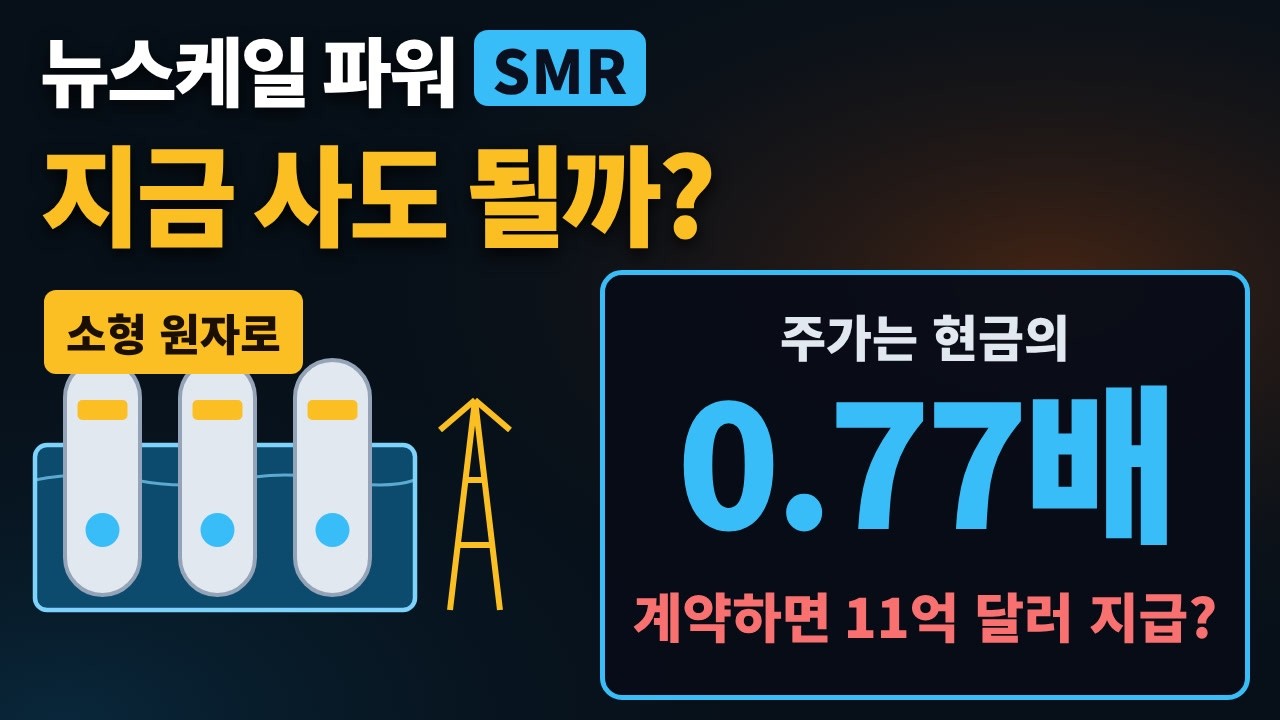 뉴스케일 파워 SMR
지금 사도 될까?
소형 원자로
주가는 현금의
0.77배
계약하면 11억 달러 지급?